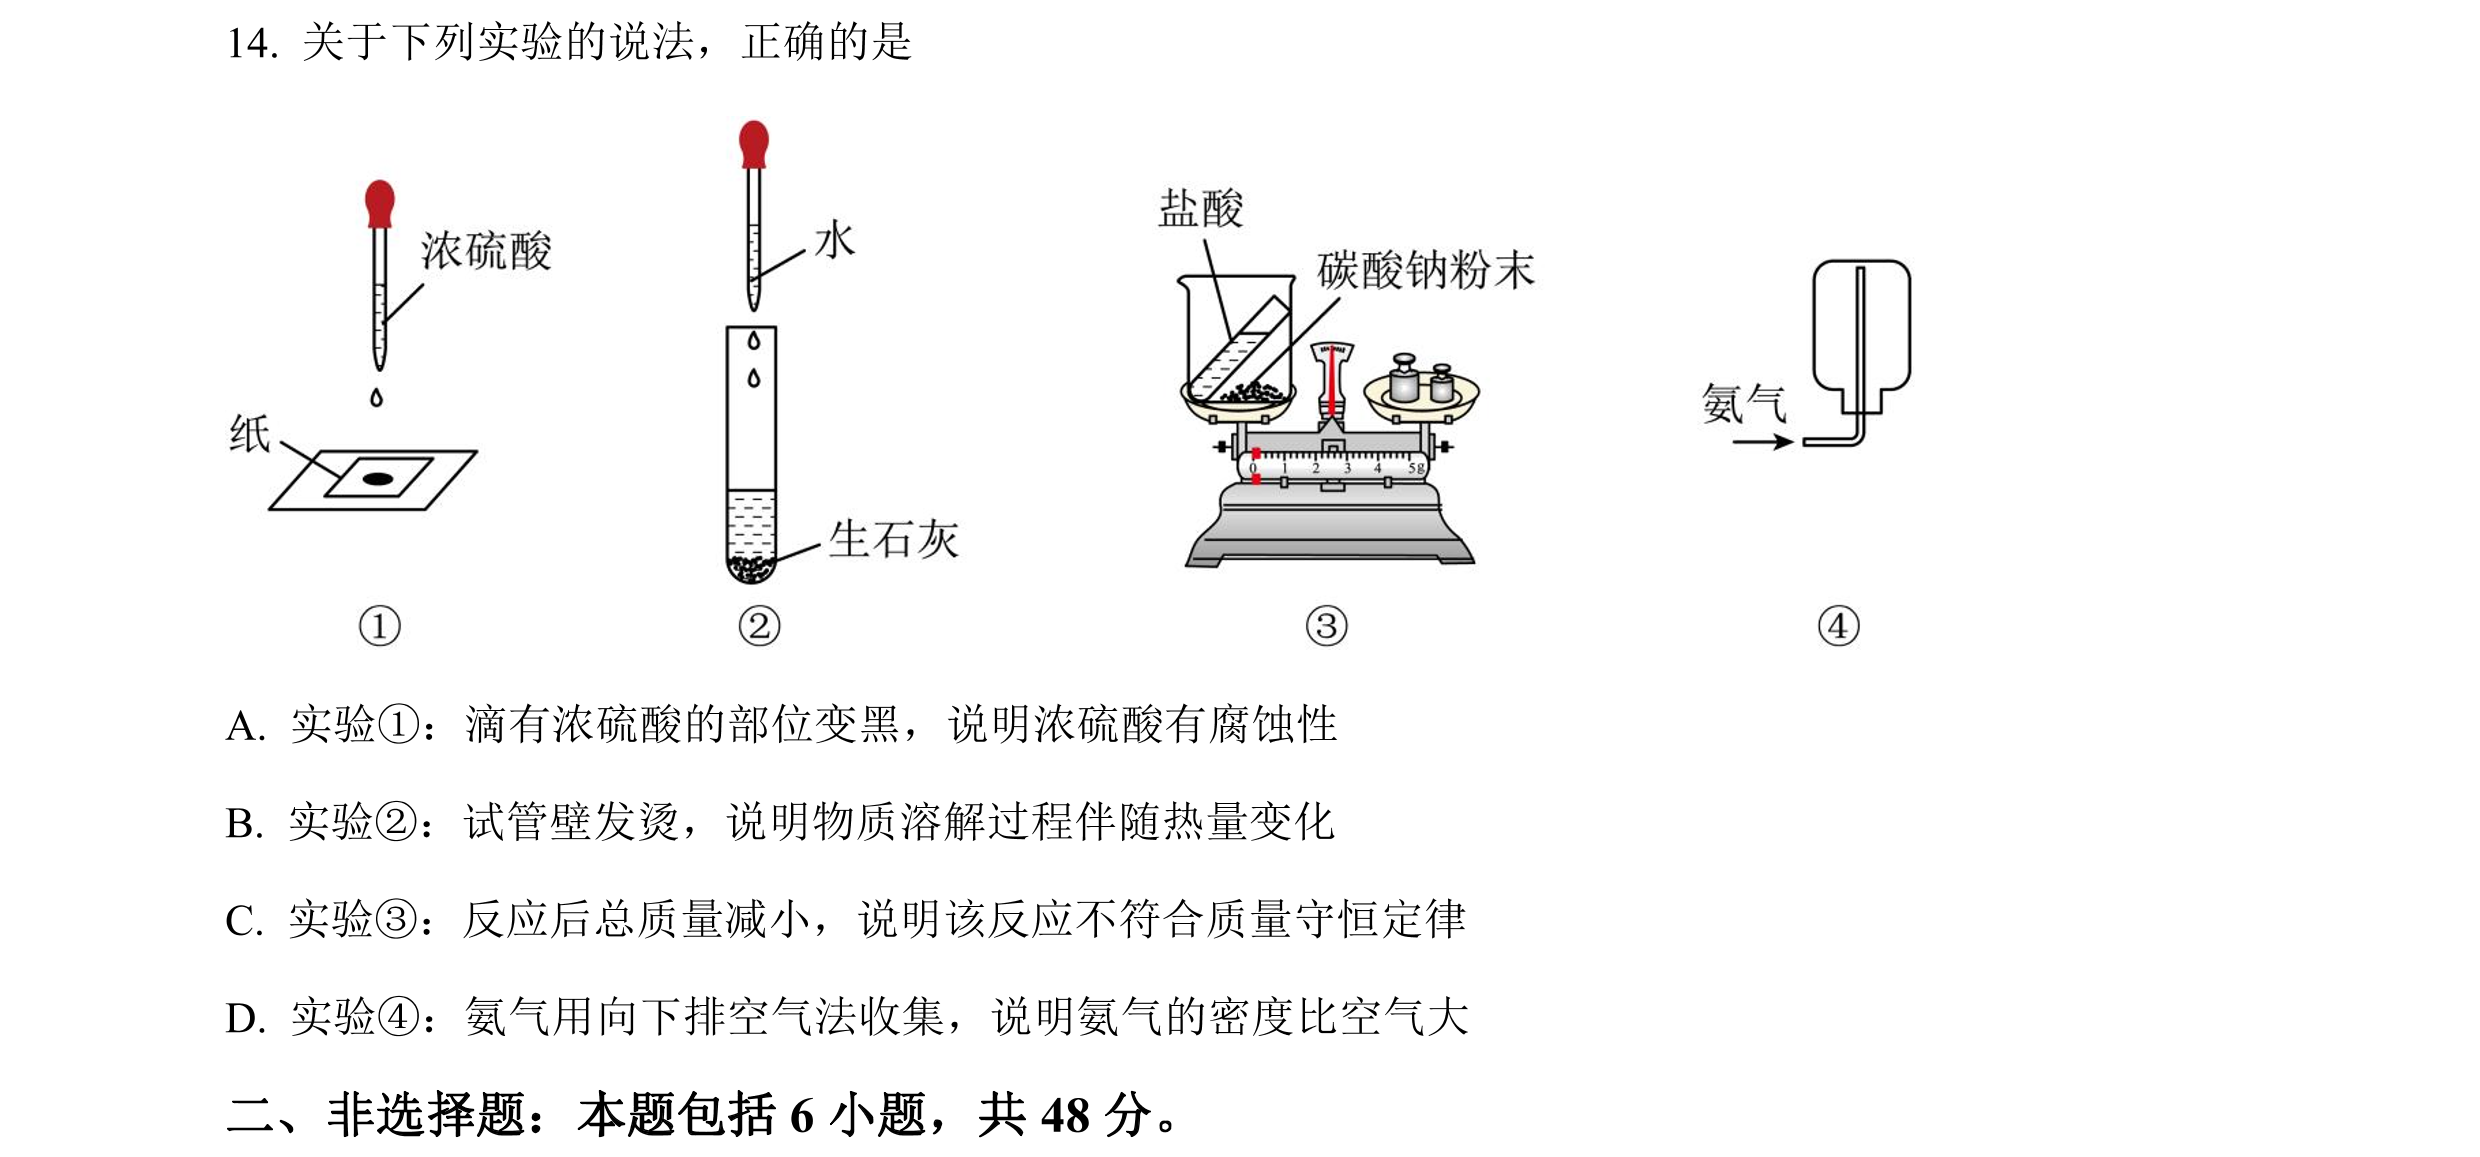 14. 关于下列实验的说法，正确的是
浓硫酸
纸
①
水
生石灰
②
盐酸
碳酸钠粉末
0 1 2 3 4 5g
③
氨气
④
A. 实验①：滴有浓硫酸的部位变黑，说明浓硫酸有腐蚀性
B. 实验②：试管壁发烫，说明物质溶解过程伴随热量变化
C. 实验③：反应后总质量减小，说明该反应不符合质量守恒定律
D. 实验④：氨气用向下排空气法收集，说明氨气的密度比空气大
二、非选择题：本题包括 6 小题，共 48 分。